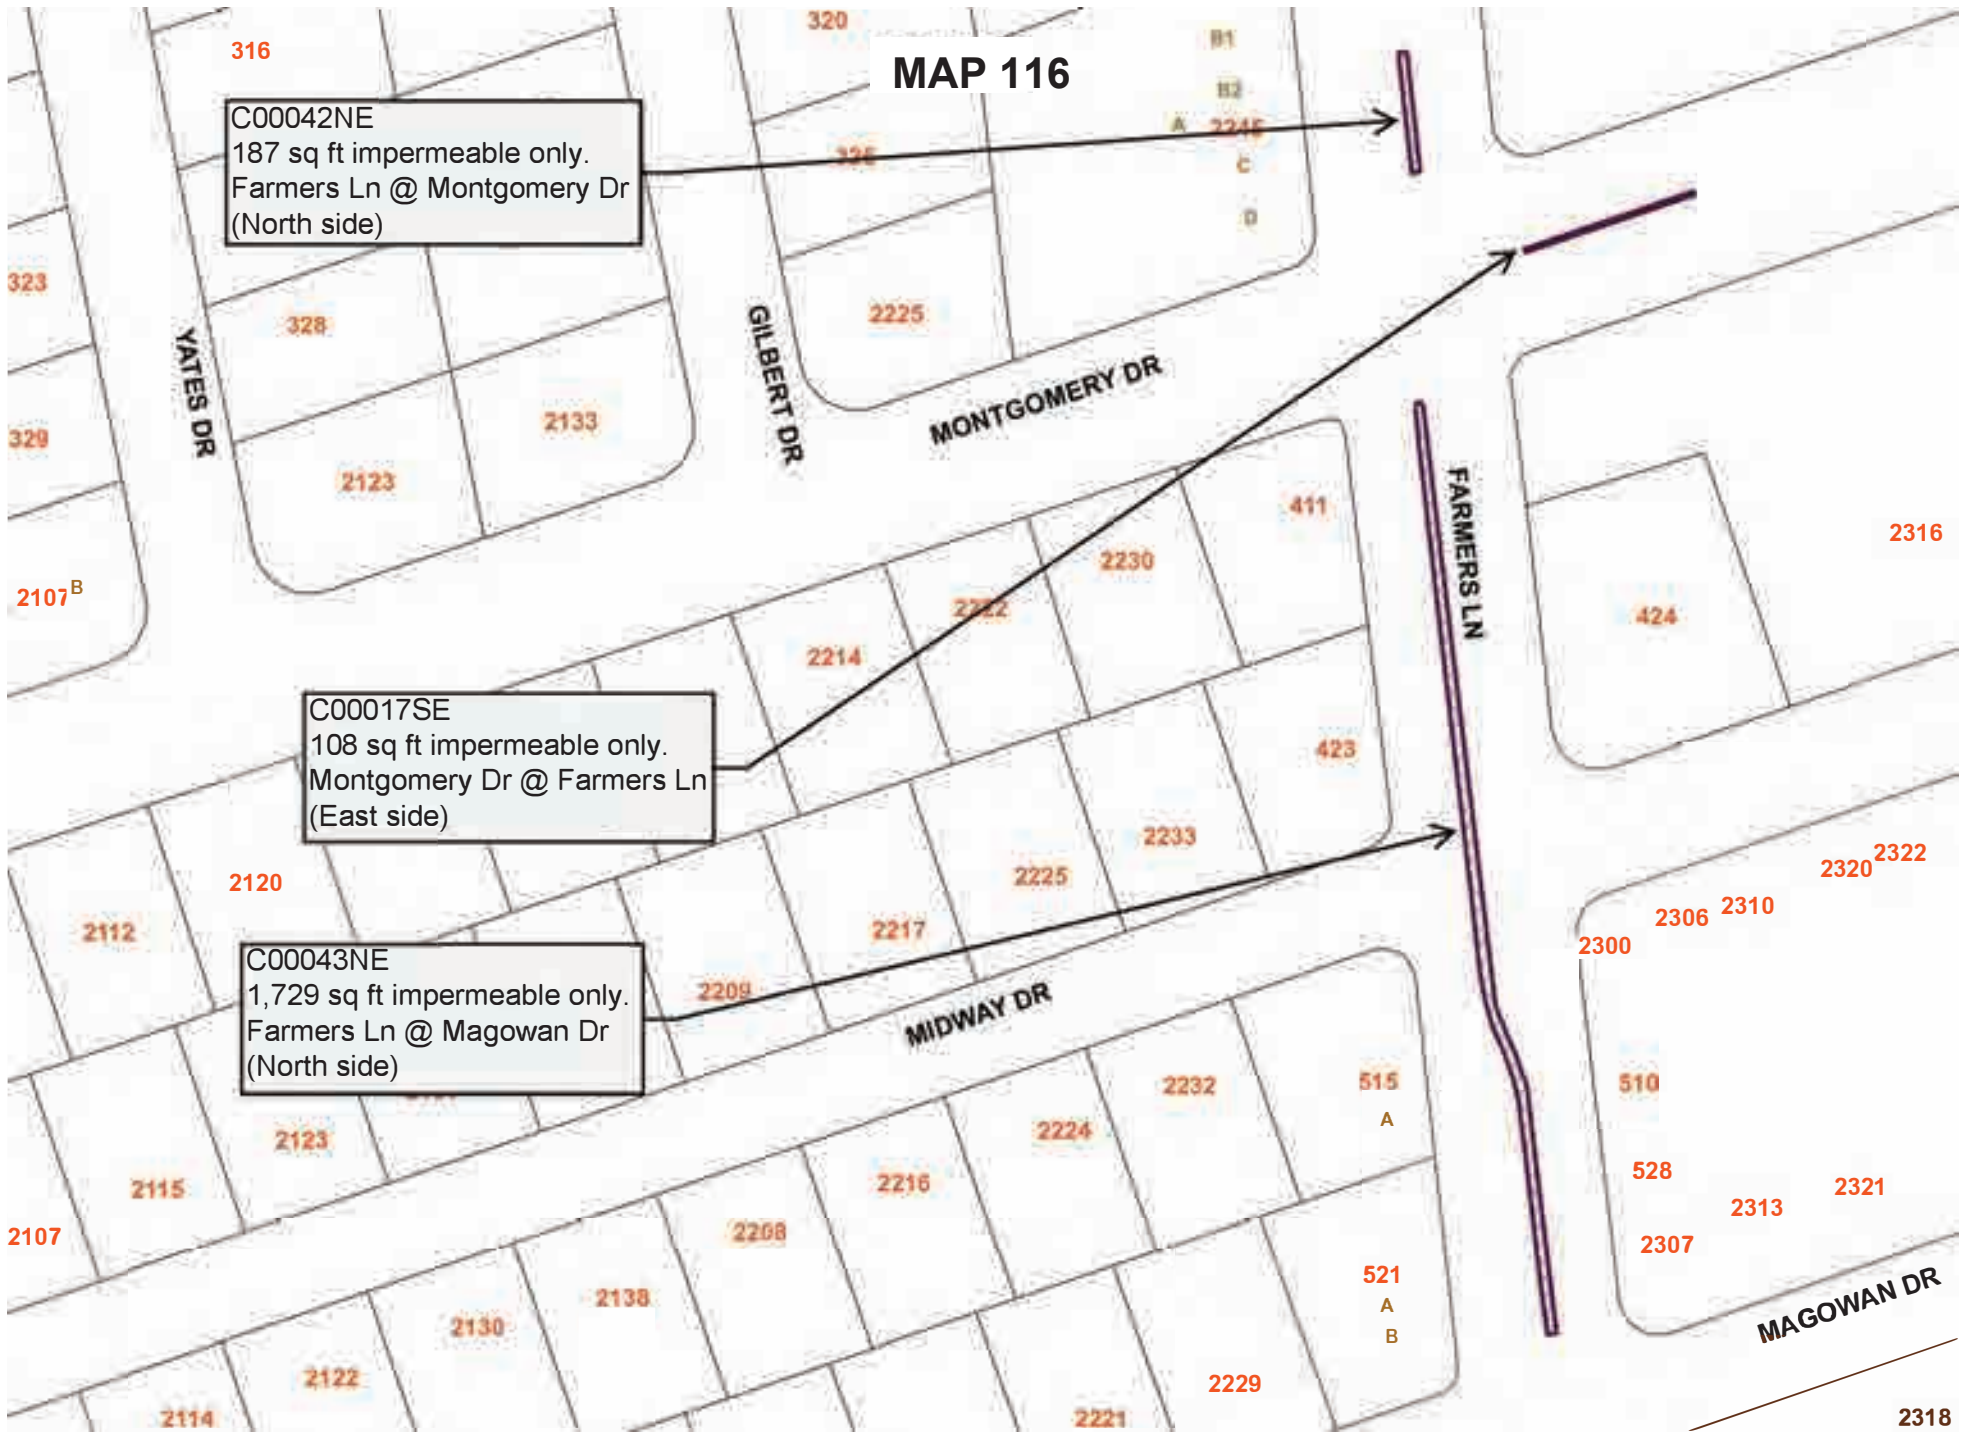 320
316
MAP 116
B1
B2
A 2245
C
D
C00042NE
187 sq ft impermeable only.
Farmers Ln @ Montgomery Dr
(North side)
323
328
2225
YATES DR
GILBERT DR
MONTGOMERY DR
329
2133
2123
411
FARMERS LN
2316
2230
2107 B
2222
424
2214
C00017SE
108 sq ft impermeable only.
Montgomery Dr @ Farmers Ln
(East side)
423
2233
2320 2322
2120
2225
2306 2310
2112
2217
2300
C00043NE
1,729 sq ft impermeable only.
Farmers Ln @ Magowan Dr
(North side)
2209
MIDWAY DR
2232
515
A
510
2123
2224
528
2115
2216
2313
2321
2107
2208
2307
521
A
B
2138
2130
MAGOWAN DR
2122
2229
2114
2221
2318